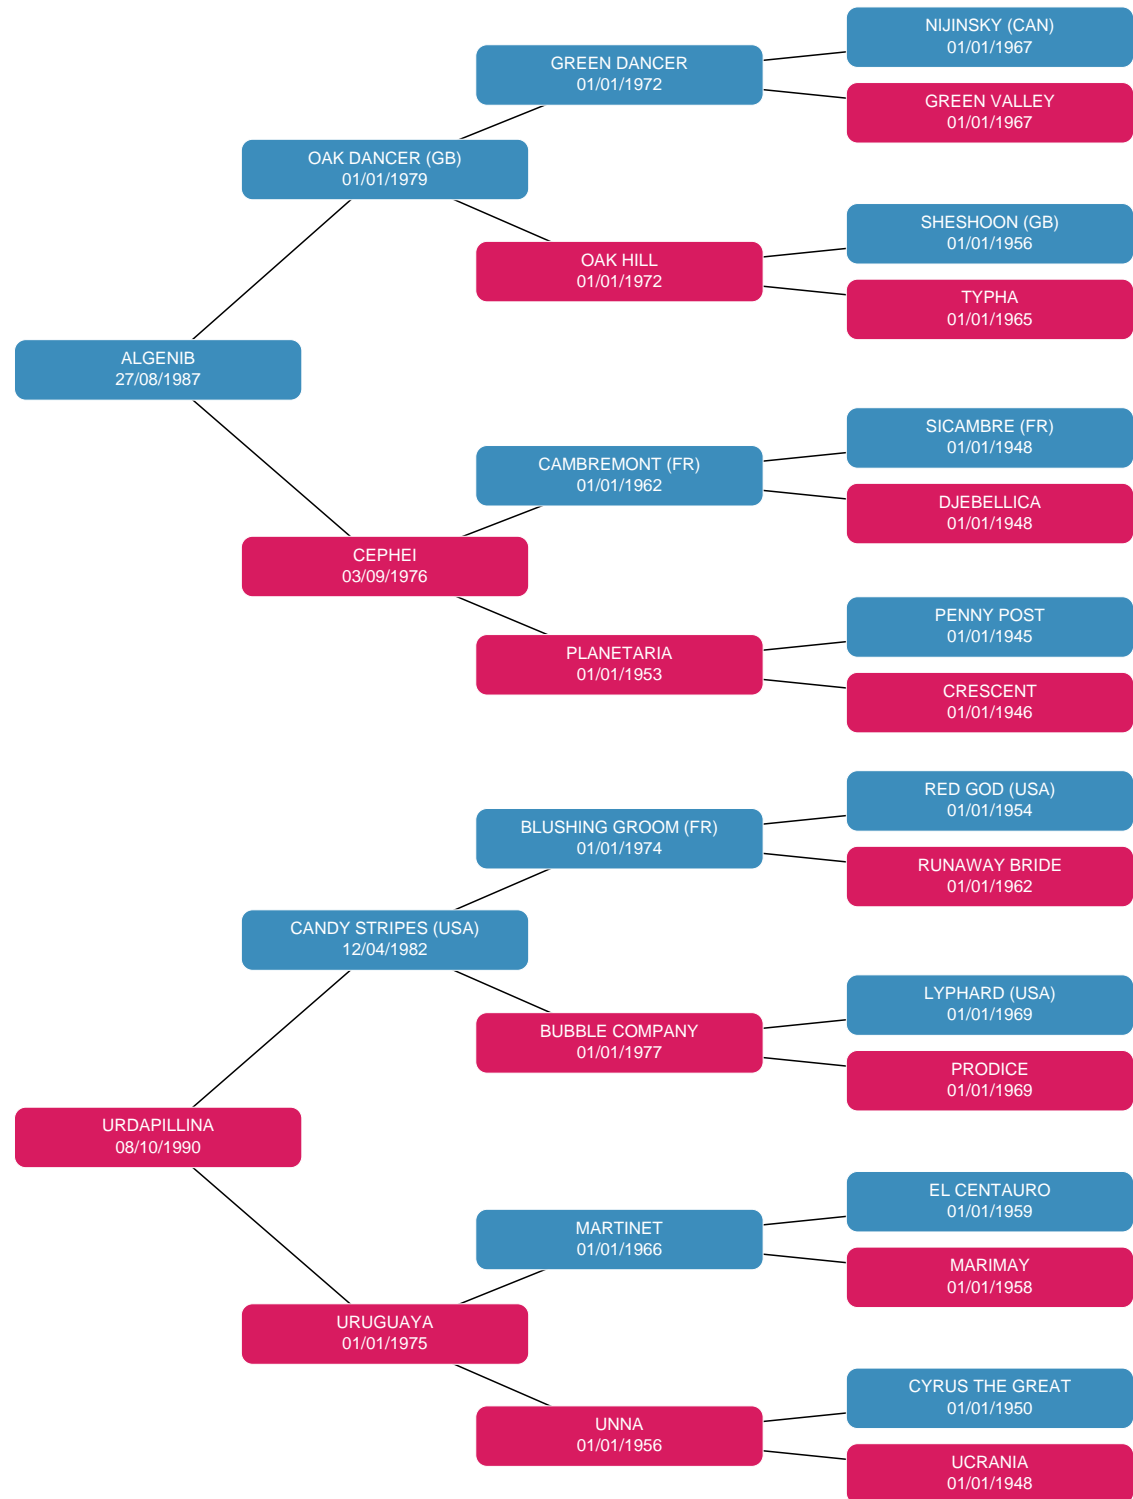 NIJINSKY (CAN)
01/01/1967
GREEN DANCER
01/01/1972
GREEN VALLEY
01/01/1967
OAK DANCER (GB)
01/01/1979
SHESHOON (GB)
01/01/1956
OAK HILL
01/01/1972
TYPHA
01/01/1965
ALGENIB
27/08/1987
SICAMBRE (FR)
01/01/1948
CAMBREMONT (FR)
01/01/1962
DJEBELLICA
01/01/1948
CEPHEI
03/09/1976
PENNY POST
01/01/1945
PLANETARIA
01/01/1953
CRESCENT
01/01/1946
RED GOD (USA)
01/01/1954
BLUSHING GROOM (FR)
01/01/1974
RUNAWAY BRIDE
01/01/1962
CANDY STRIPES (USA)
12/04/1982
LYPHARD (USA)
01/01/1969
BUBBLE COMPANY
01/01/1977
PRODICE
01/01/1969
URDAPILLINA
08/10/1990
EL CENTAURO
01/01/1959
MARTINET
01/01/1966
MARIMAY
01/01/1958
URUGUAYA
01/01/1975
CYRUS THE GREAT
01/01/1950
UNNA
01/01/1956
UCRANIA
01/01/1948